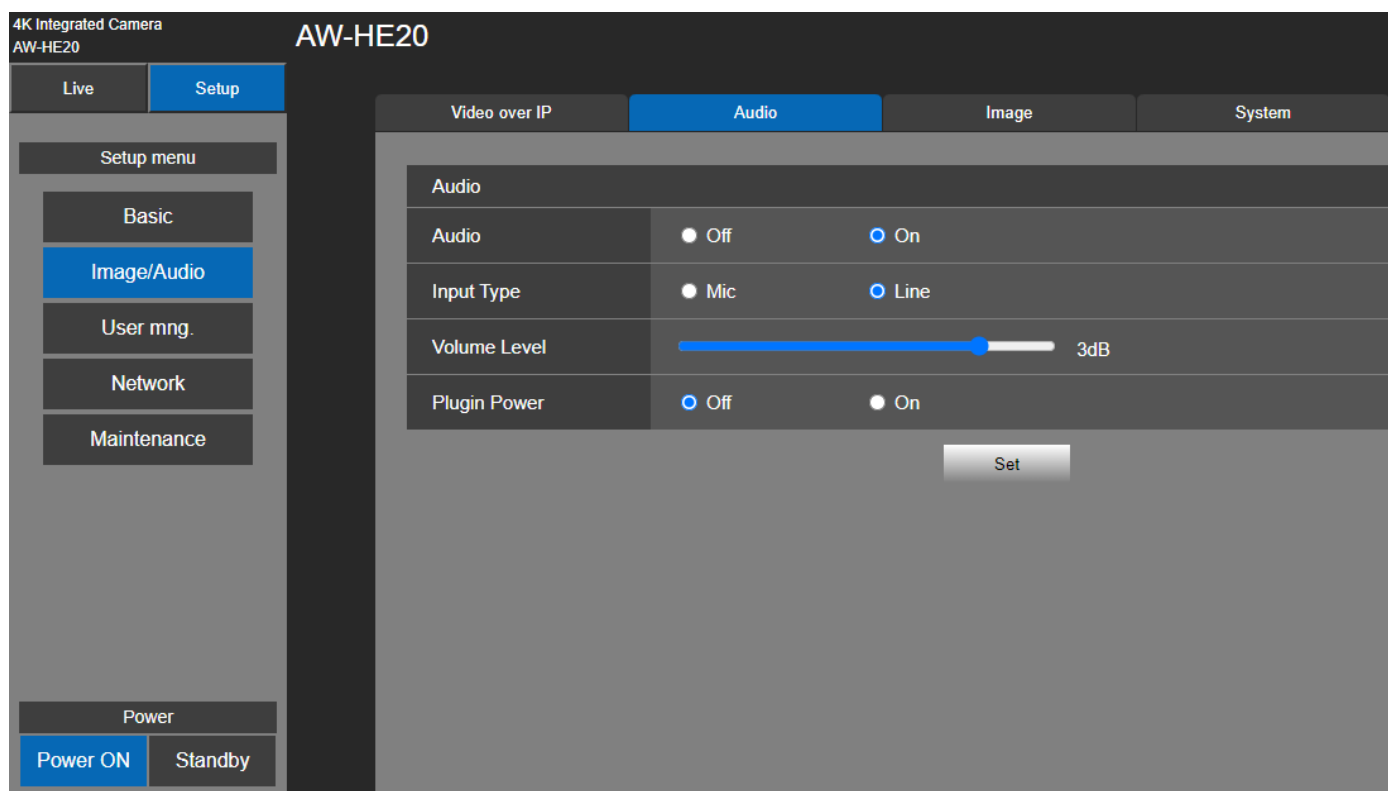 4K Integrated Camera
AW-HE20
AW-HE20
Live Setup
Video over IP Audio Image System
Setup menu
Basic
Image/Audio
User mng.
Network
Maintenance
Audio
Audio Off On
Input Type Mic Line
Volume Level 3dB
Plugin Power Off On
Set
Power
Power ON Standby